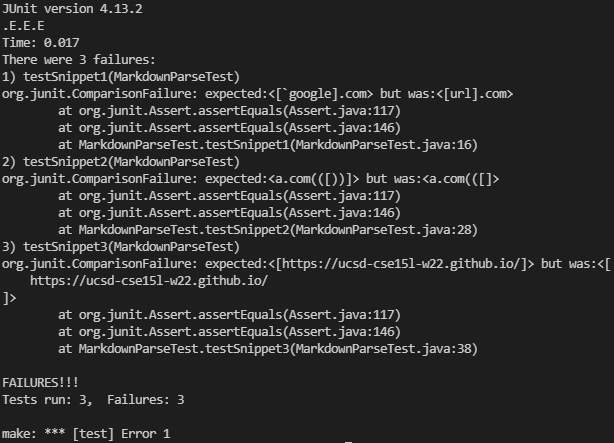 JUnit version 4.13.2
.E.E.E
Time: 0.017
There were 3 failures:
1) testSnippet1(MarkdownParseTest)
org.junit.ComparisonFailure: expected:<[`google].com> but was:<[url].com>
        at org.junit.Assert.assertEquals(Assert.java:117)
        at org.junit.Assert.assertEquals(Assert.java:146)
        at MarkdownParseTest.testSnippet1(MarkdownParseTest.java:16)
2) testSnippet2(MarkdownParseTest)
org.junit.ComparisonFailure: expected:<a.com(([))]> but was:<a.com(([]>
        at org.junit.Assert.assertEquals(Assert.java:117)
        at org.junit.Assert.assertEquals(Assert.java:146)
        at MarkdownParseTest.testSnippet2(MarkdownParseTest.java:28)
3) testSnippet3(MarkdownParseTest)
org.junit.ComparisonFailure: expected:<[https://ucsd-cse15l-w22.github.io/]> but was:<[
    https://ucsd-cse15l-w22.github.io/
]>
        at org.junit.Assert.assertEquals(Assert.java:117)
        at org.junit.Assert.assertEquals(Assert.java:146)
        at MarkdownParseTest.testSnippet3(MarkdownParseTest.java:38)

FAILURES!!!
Tests run: 3,  Failures: 3

make: *** [test] Error 1